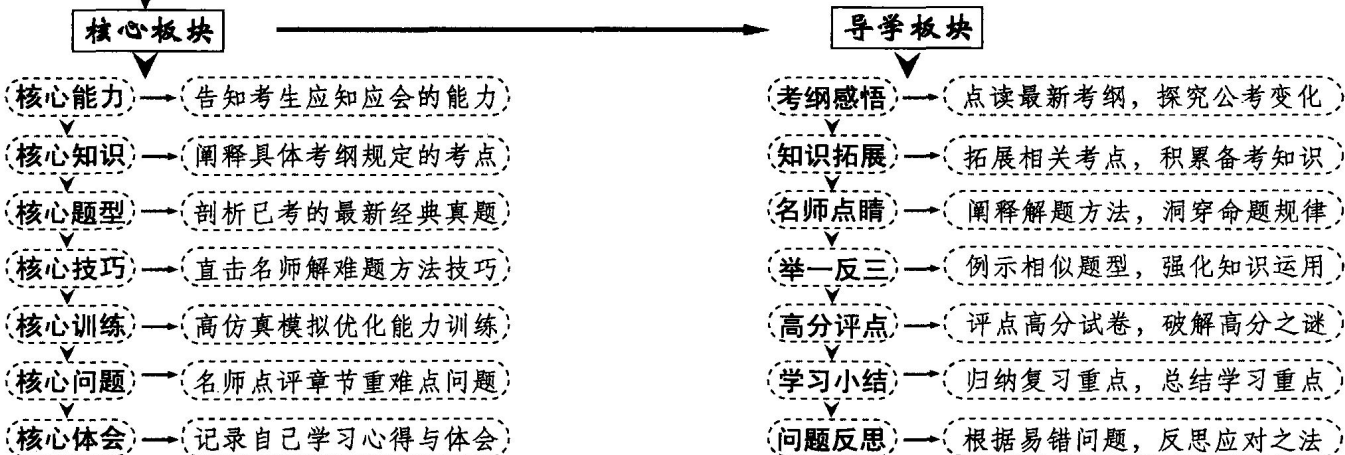 核心板块
核心能力 告知考生应知应会的能力
核心知识 阐释具体考纲规定的考点
核心题型 剖析已考的最新经典真题
核心技巧 直击名师解难题方法技巧
核心训练 高仿真模拟优化能力训练
核心问题 名师点评章节重难点问题
核心体会 记录自己学习心得与体会
导学板块
考纲感悟 点读最新考纲，探究公考变化
知识拓展 拓展相关考点，积累备考知识
名师点睛 阐释解题方法，洞穿命题规律
举一反三 例示相似题型，强化知识运用
高分评点 评点高分试卷，破解高分之谜
学习小结 归纳复习重点，总结学习重点
问题反思 根据易错问题，反思应对之法